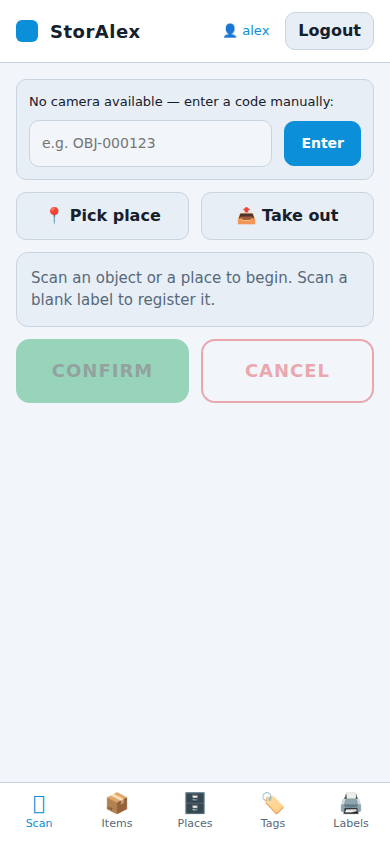 StorAlex
alex
Logout
No camera available — enter a code manually:
e.g. OBJ-000123
Enter
Pick place
Take out
Scan an object or a place to begin. Scan a
blank label to register it.
CONFIRM
CANCEL
Scan
Items
Places
Tags
Labels